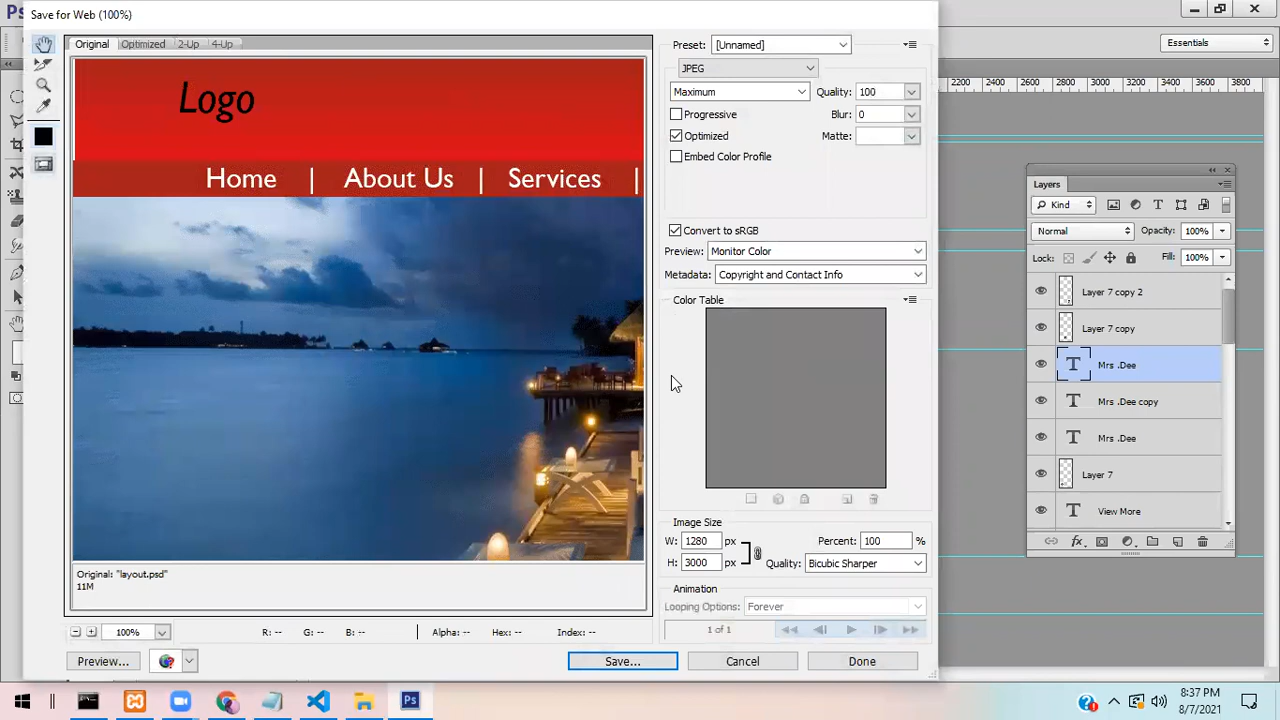 Ps
Save for Web (100%)
Original
Optimized
2-Up
4-Up
Preset:
[Unnamed]
Essentials
JPEG
2200
2400
2600
2800
3000
3200
3400
3600
3800
Maximum
Quality:
100
Logo
Progressive
Blur:
0
Optimized
Matte:
Embed Color Profile
Home | About Us | Services |
Convert to sRGB
Preview:
Monitor Color
Metadata:
Copyright and Contact Info
Color Table
Layers
Kind
Normal
Opacity:
100%
Lock:
Fill:
100%
Layer 7 copy 2
Layer 7 copy
Mrs .Dee
Mrs .Dee copy
Mrs .Dee
Layer 7
View More
fx
Image Size
W:
1280
px
Percent:
100
%
H:
3000
px
Quality:
Bicubic Sharper
Original: "layout.psd"
11M
Animation
Looping Options:
Forever
1 of 1
100%
R: --
G: --
B: --
Alpha: --
Hex: --
Index: --
Preview...
Save...
Cancel
Done
Ps
8:37 PM
8/7/2021